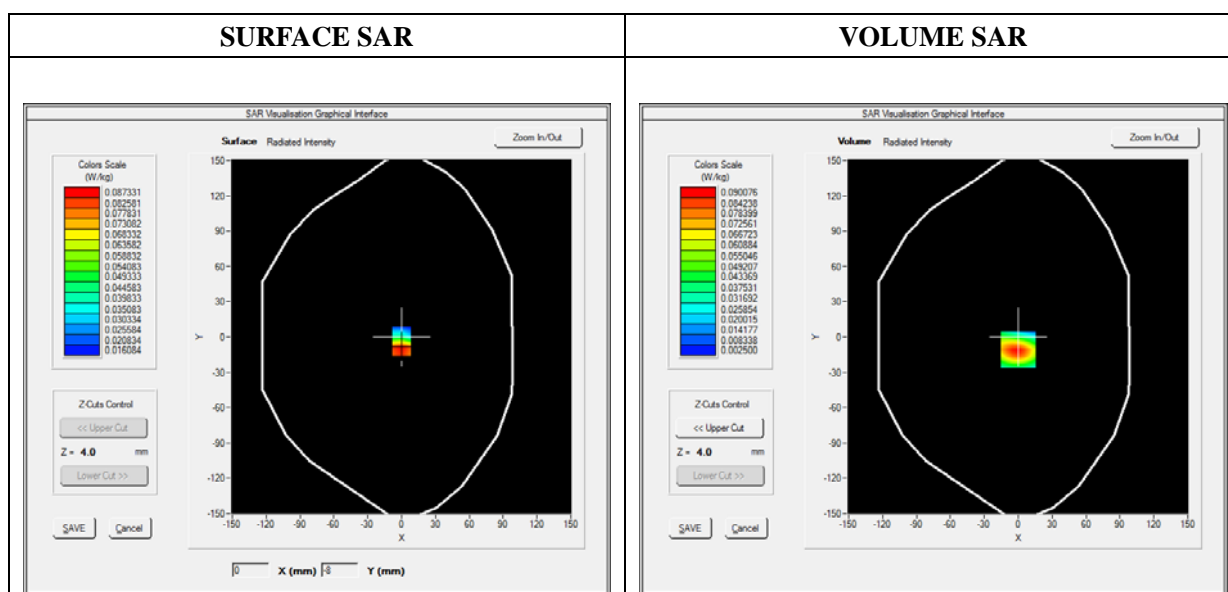 SURFACE SAR
VOLUME SAR
SAR Visualisation Graphical Interface
Surface Radiated Intensity
Zoom In/Out
Colors Scale
(W/kg)
0.087331
0.082581
0.077831
0.073082
0.068332
0.063582
0.058832
0.054083
0.049333
0.044583
0.039833
0.035083
0.030334
0.025584
0.020834
0.016084
Z-Cuts Control
<< Upper Cut
Z = 4.0 mm
Lower Cut >>
SAVE Cancel
150
120
90
60
30
0
-30
-60
-90
-120
-150
Y
-150 -120 -90 -60 -30 0 30 60 90 120 150
X
0 X (mm) -8 Y (mm)
SAR Visualisation Graphical Interface
Volume Radiated Intensity
Zoom In/Out
Colors Scale
(W/kg)
0.090076
0.084238
0.078399
0.072561
0.066723
0.060884
0.055046
0.049207
0.043369
0.037531
0.031692
0.025854
0.020015
0.014177
0.008338
0.002500
Z-Cuts Control
<< Upper Cut
Z = 4.0 mm
Lower Cut >>
SAVE Cancel
150
120
90
60
30
0
-30
-60
-90
-120
-150
Y
-150 -120 -90 -60 -30 0 30 60 90 120 150
X